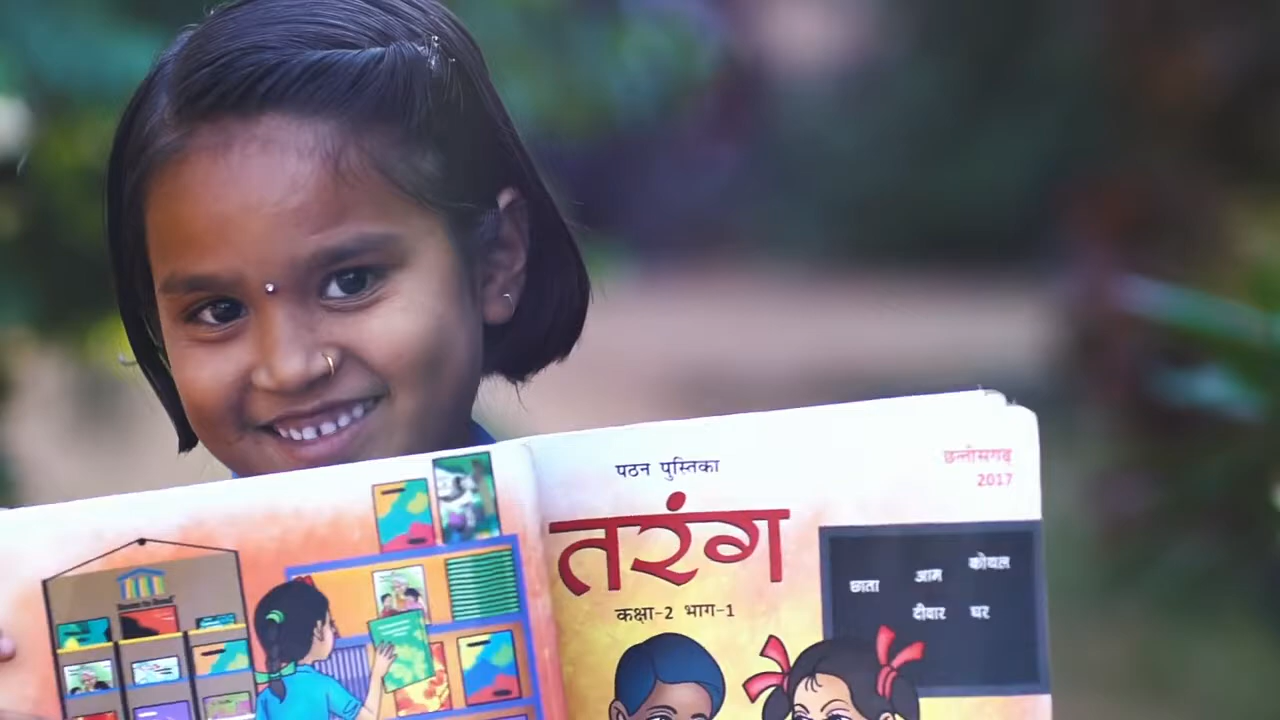 पठन पुस्तिका
छत्तीसगढ़
2017
तरंग
कक्षा-2 भाग-1
छाता आम कोयल
दीवार घर